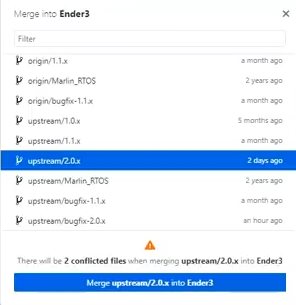 Merge into Ender3
Filter
origin/1.1.x a month ago
origin/Marlin_RTOS 2 years ago
origin/bugfix-1.1.x a month ago
upstream/1.0.x 5 months ago
upstream/1.1.x a month ago
upstream/2.0.x 2 days ago
upstream/Marlin_RTOS 2 years ago
upstream/bugfix-1.1.x a month ago
upstream/bugfix-2.0.x an hour ago
There will be 2 conflicted files when merging upstream/2.0.x into Ender3
Merge upstream/2.0.x into Ender3